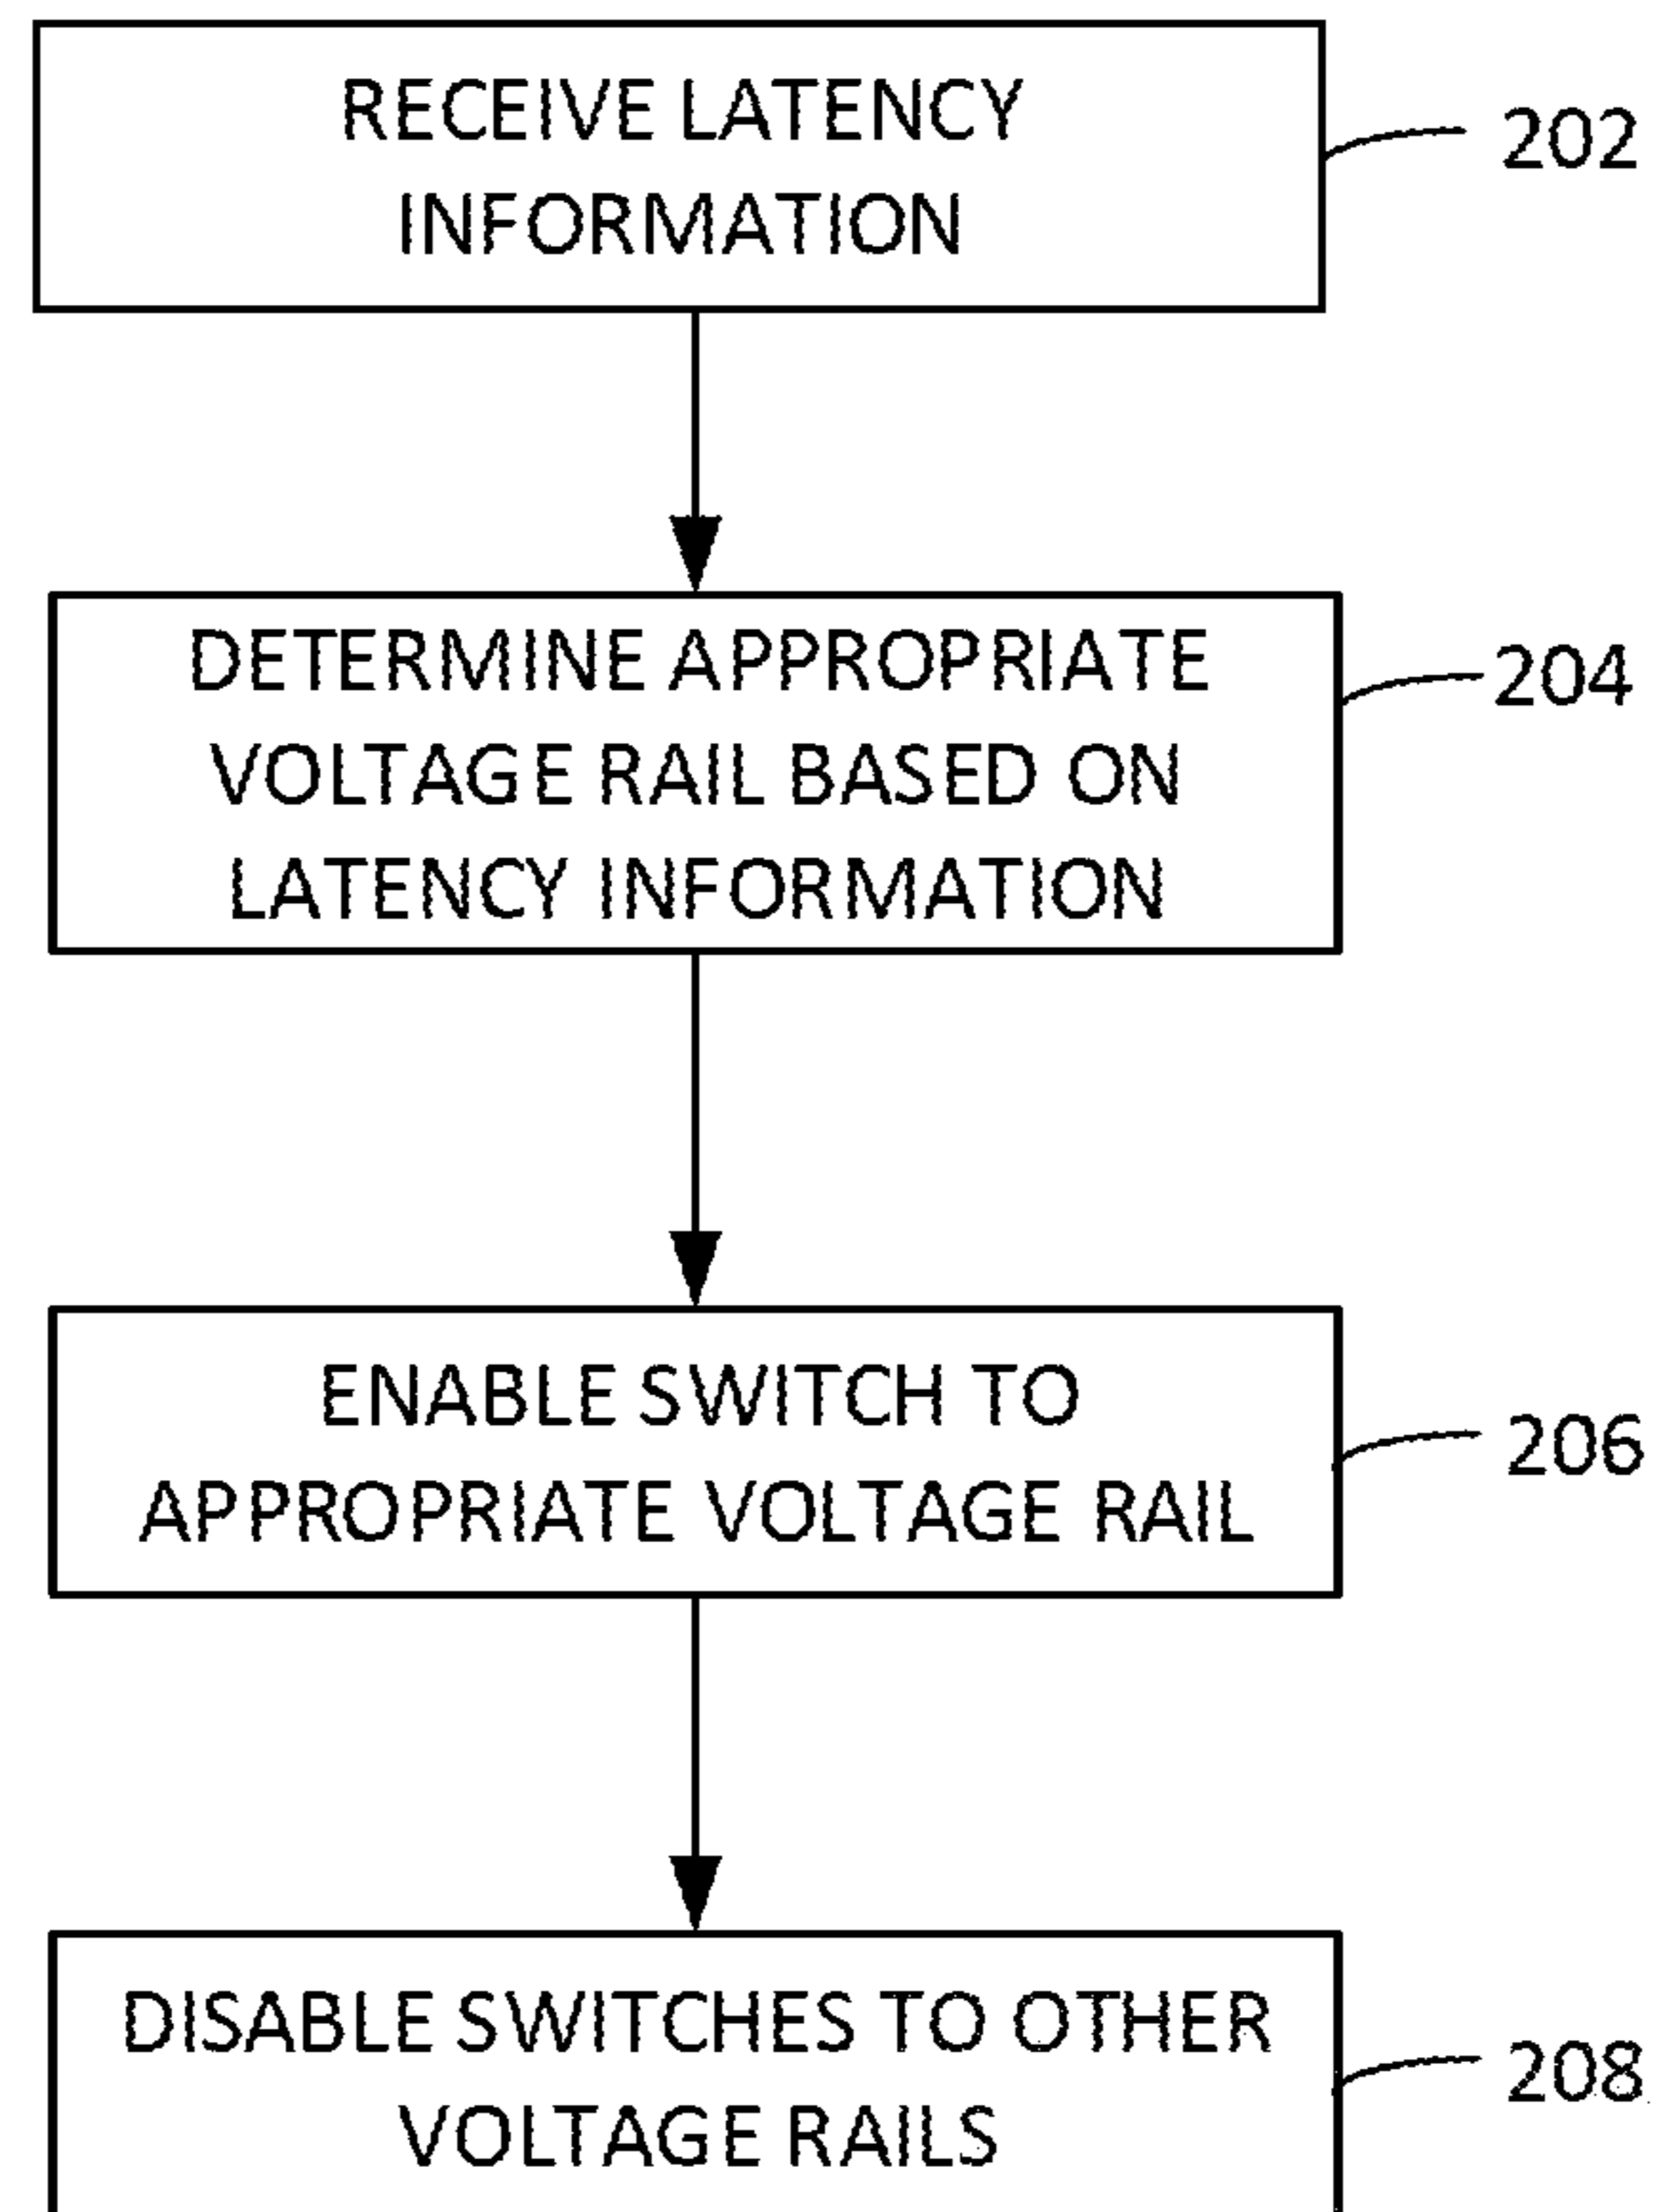 RECEIVE LATENCY
INFORMATION
202
DETERMINE APPROPRIATE
VOLTAGE RAIL BASED ON
LATENCY INFORMATION
204
ENABLE SWITCH TO
APPROPRIATE VOLTAGE RAIL
206
DISABLE SWITCHES TO OTHER
VOLTAGE RAILS
208